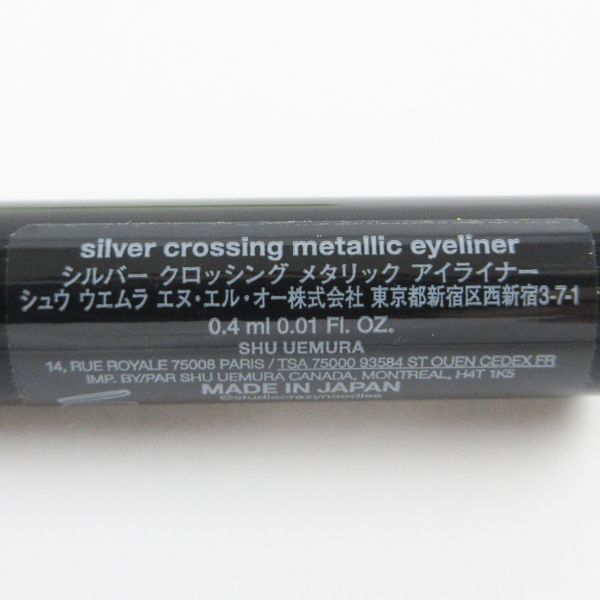 silver crossing metallic eyeliner
シルバー クロッシング メタリック アイライナー
シュウ ウエムラ エヌ・エル・オー株式会社 東京都新宿区西新宿3-7-1
0.4 ml 0.01 Fl. OZ.
SHU UEMURA
14, RUE ROYALE 75008 PARIS / TSA 75000 93584 ST OUEN CEDEX FR
IMP. BY/PAR SHU UEMURA CANADA, MONTREAL, H4T 1K5
MADE IN JAPAN
©studiocrazynoodles